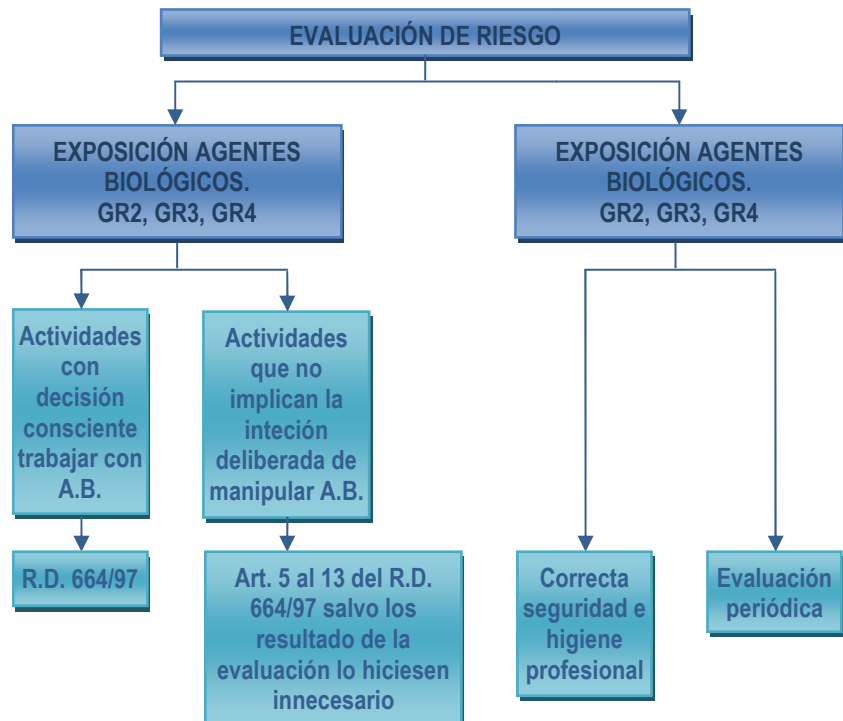 EVALUACIÓN DE RIESGO
EXPOSICIÓN AGENTES
BIOLÓGICOS.
GR2, GR3, GR4
EXPOSICIÓN AGENTES
BIOLÓGICOS.
GR2, GR3, GR4
Actividades
con
decisión
consciente
trabajar con
A.B.
Actividades
que no
implican la
inteción
deliberada de
manipular A.B.
R.D. 664/97
Art. 5 al 13 del R.D.
664/97 salvo los
resultado de la
evaluación lo hiciesen
innecesario
Correcta
seguridad e
higiene
profesional
Evaluación
periódica